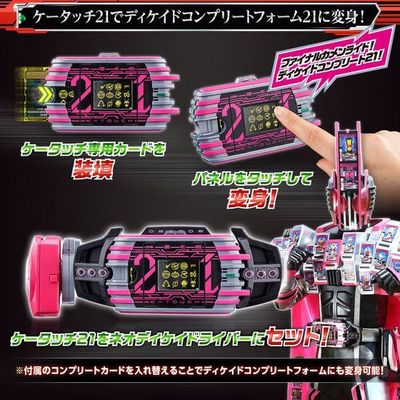 ケータッチ21でディケイドコンプリートフォーム21に変身!
ファイナルカメンライド!
ディケイドコンプリート21!
21
ケータッチ専用カードを
装填
パネルをタッチして
変身!
21
ケータッチ21をネオディケイドライバーにセット!
※付属のコンプリートカードを入れ替えることでディケイドコンプリートフォームにも変身可能!